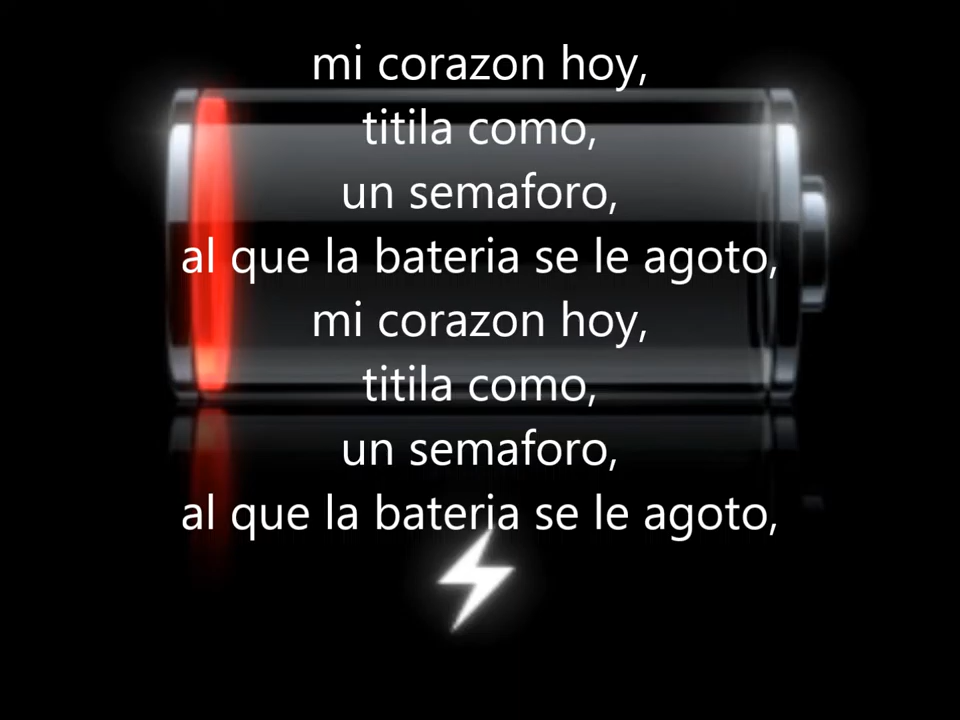 mi corazon hoy,
titila como,
un semaforo,
al que la bateria se le agoto,
mi corazon hoy,
titila como,
un semaforo,
al que la bateria se le agoto,